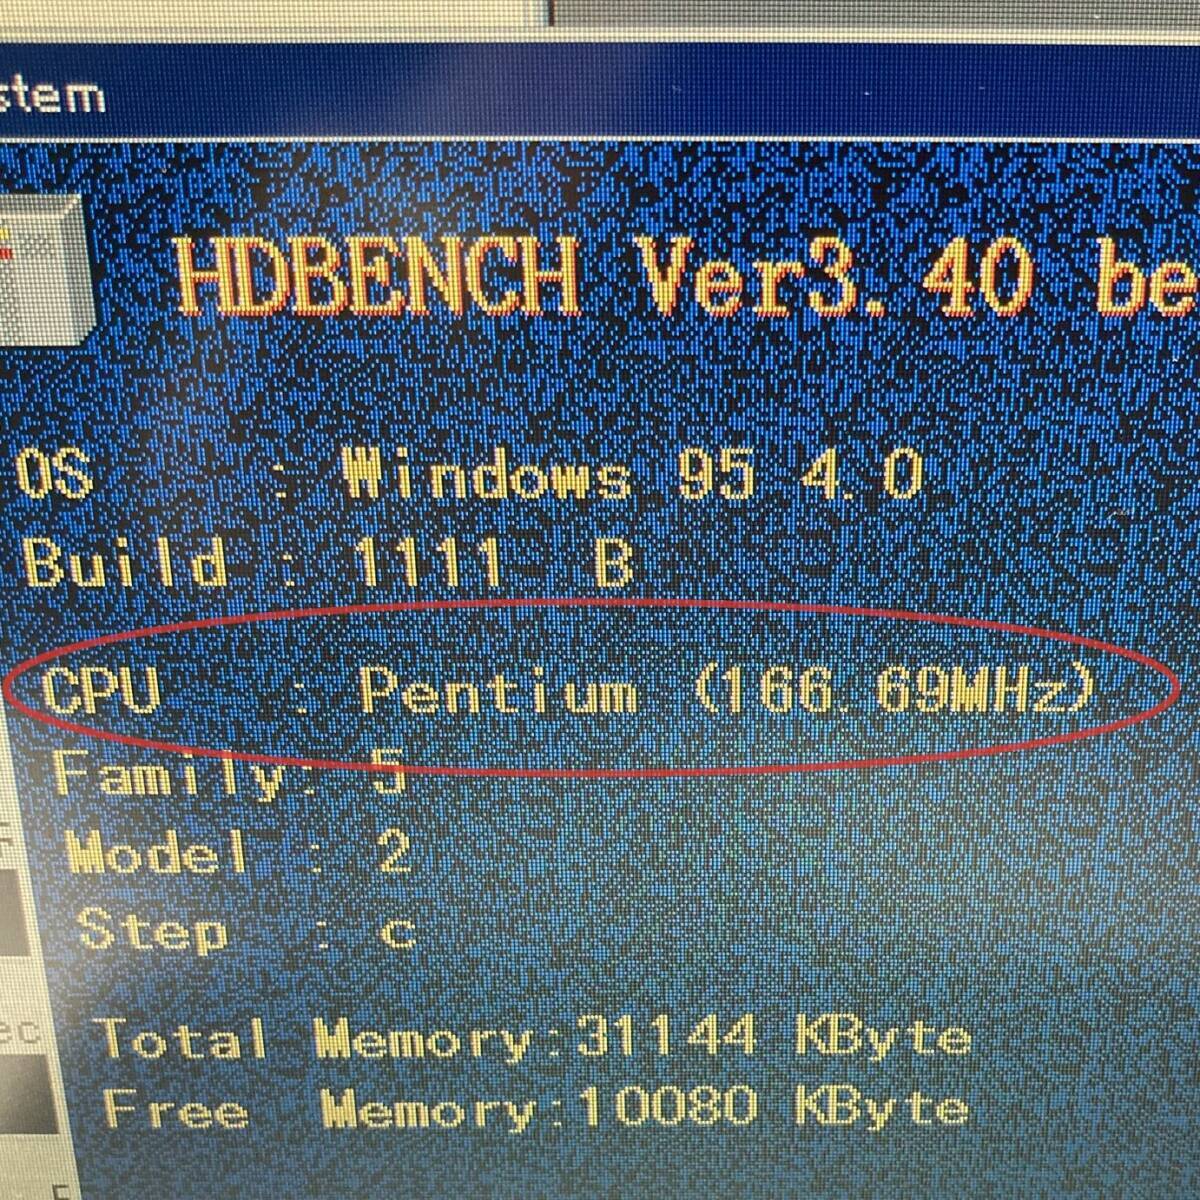 stem
HDBENCH Ver3.40 be
OS : Windows 95 4.0
Build : 1111 B
CPU : Pentium (166.69MHz)
Family: 5
Model : 2
Step : c
ec
Total Memory:31144 KByte
Free Memory:10080 KByte